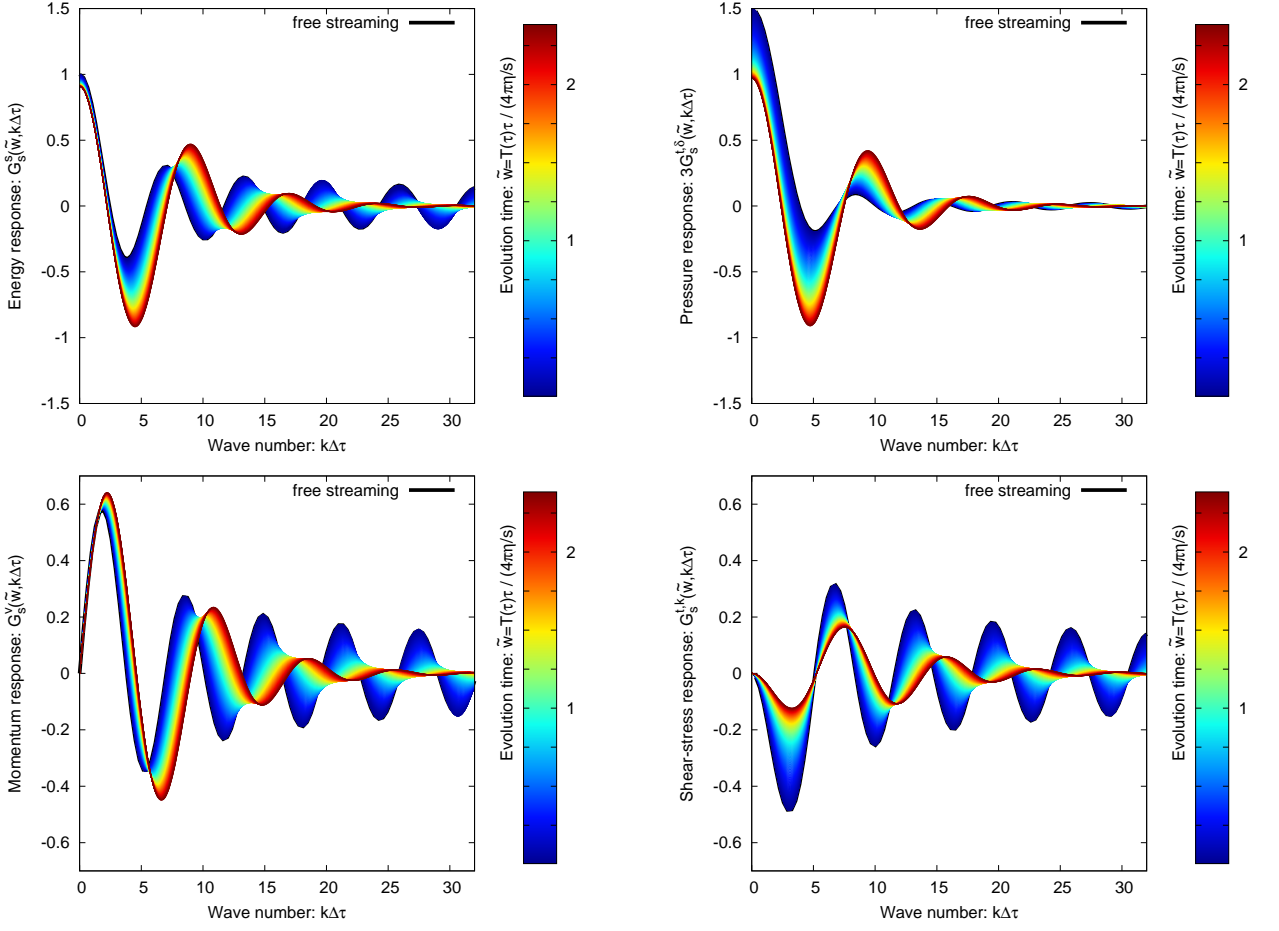 1.5
1
0.5
0
-0.5
-1
-1.5
0 5 10 15 20 25 30
free streaming
Energy response: G_s^s(w̃,kΔτ)
Wave number: kΔτ
2
1
Evolution time: w̃=T(τ)τ / (4πη/s)
1.5
1
0.5
0
-0.5
-1
-1.5
0 5 10 15 20 25 30
free streaming
Pressure response: 3G_s^{t,δ}(w̃,kΔτ)
Wave number: kΔτ
2
1
Evolution time: w̃=T(τ)τ / (4πη/s)
0.6
0.4
0.2
0
-0.2
-0.4
-0.6
0 5 10 15 20 25 30
free streaming
Momentum response: G_s^v(w̃,kΔτ)
Wave number: kΔτ
2
1
Evolution time: w̃=T(τ)τ / (4πη/s)
0.6
0.4
0.2
0
-0.2
-0.4
-0.6
0 5 10 15 20 25 30
free streaming
Shear-stress response: G_s^{t,k}(w̃,kΔτ)
Wave number: kΔτ
2
1
Evolution time: w̃=T(τ)τ / (4πη/s)